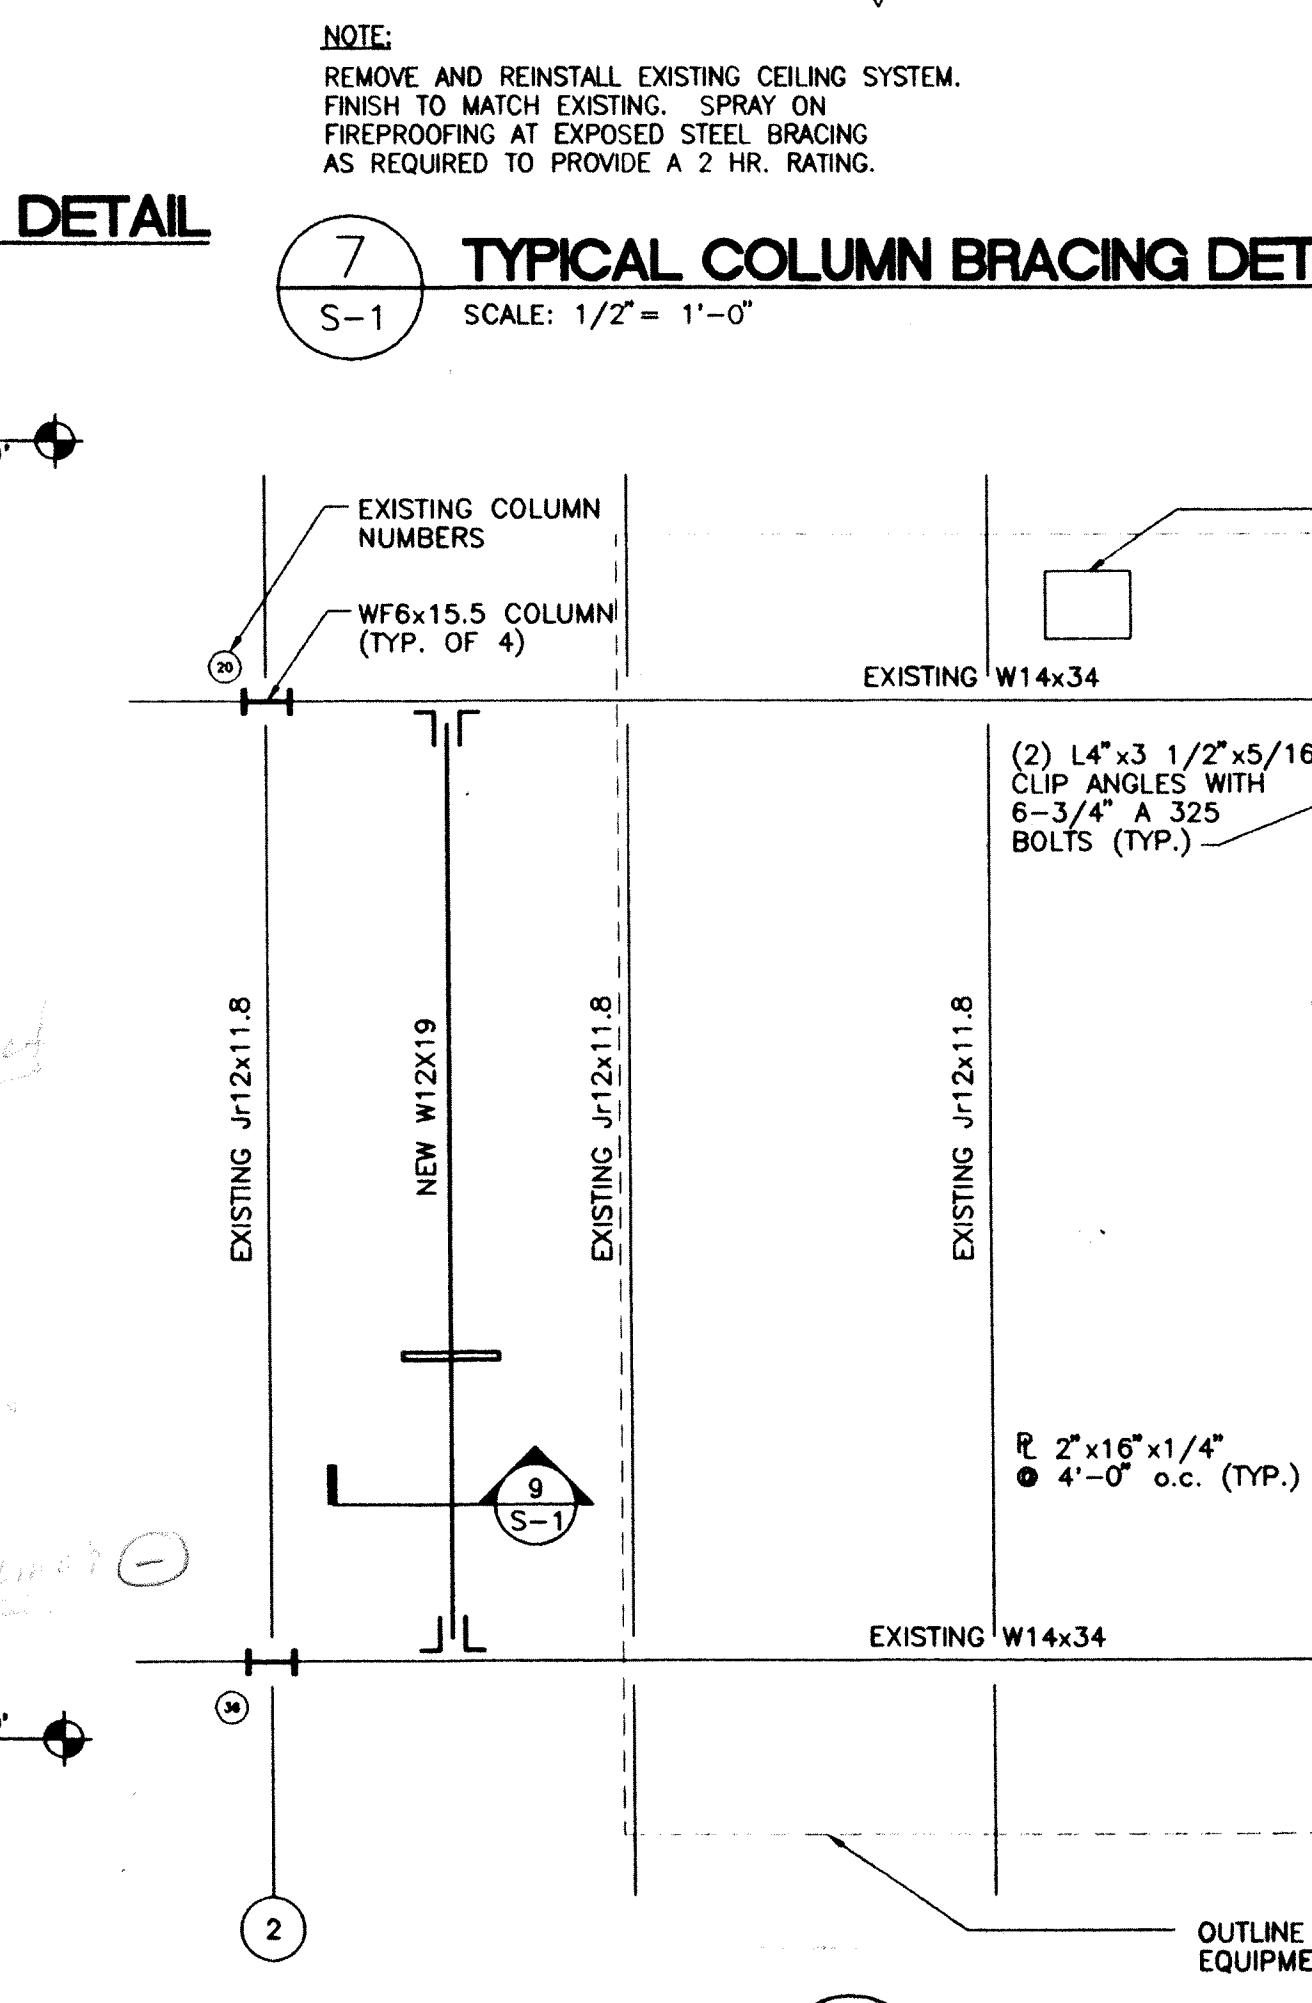 NOTE:
REMOVE AND REINSTALL EXISTING CEILING SYSTEM.
FINISH TO MATCH EXISTING. SPRAY ON
FIREPROOFING AT EXPOSED STEEL BRACING
AS REQUIRED TO PROVIDE A 2 HR. RATING.
DETAIL
7
S-1
TYPICAL COLUMN BRACING DET
SCALE: 1/2"= 1'-0"
EXISTING COLUMN
NUMBERS
WF6x15.5 COLUMN
(TYP. OF 4)
20
EXISTING W14x34
(2) L4"x3 1/2"x5/16
CLIP ANGLES WITH
6-3/4" A 325
BOLTS (TYP.)
EXISTING Jr12x11.8
NEW W12X19
EXISTING Jr12x11.8
EXISTING Jr12x11.8
9
S-1
℞ 2"x16"x1/4"
@ 4'-0" o.c. (TYP.)
EXISTING W14x34
2
OUTLINE
EQUIPME